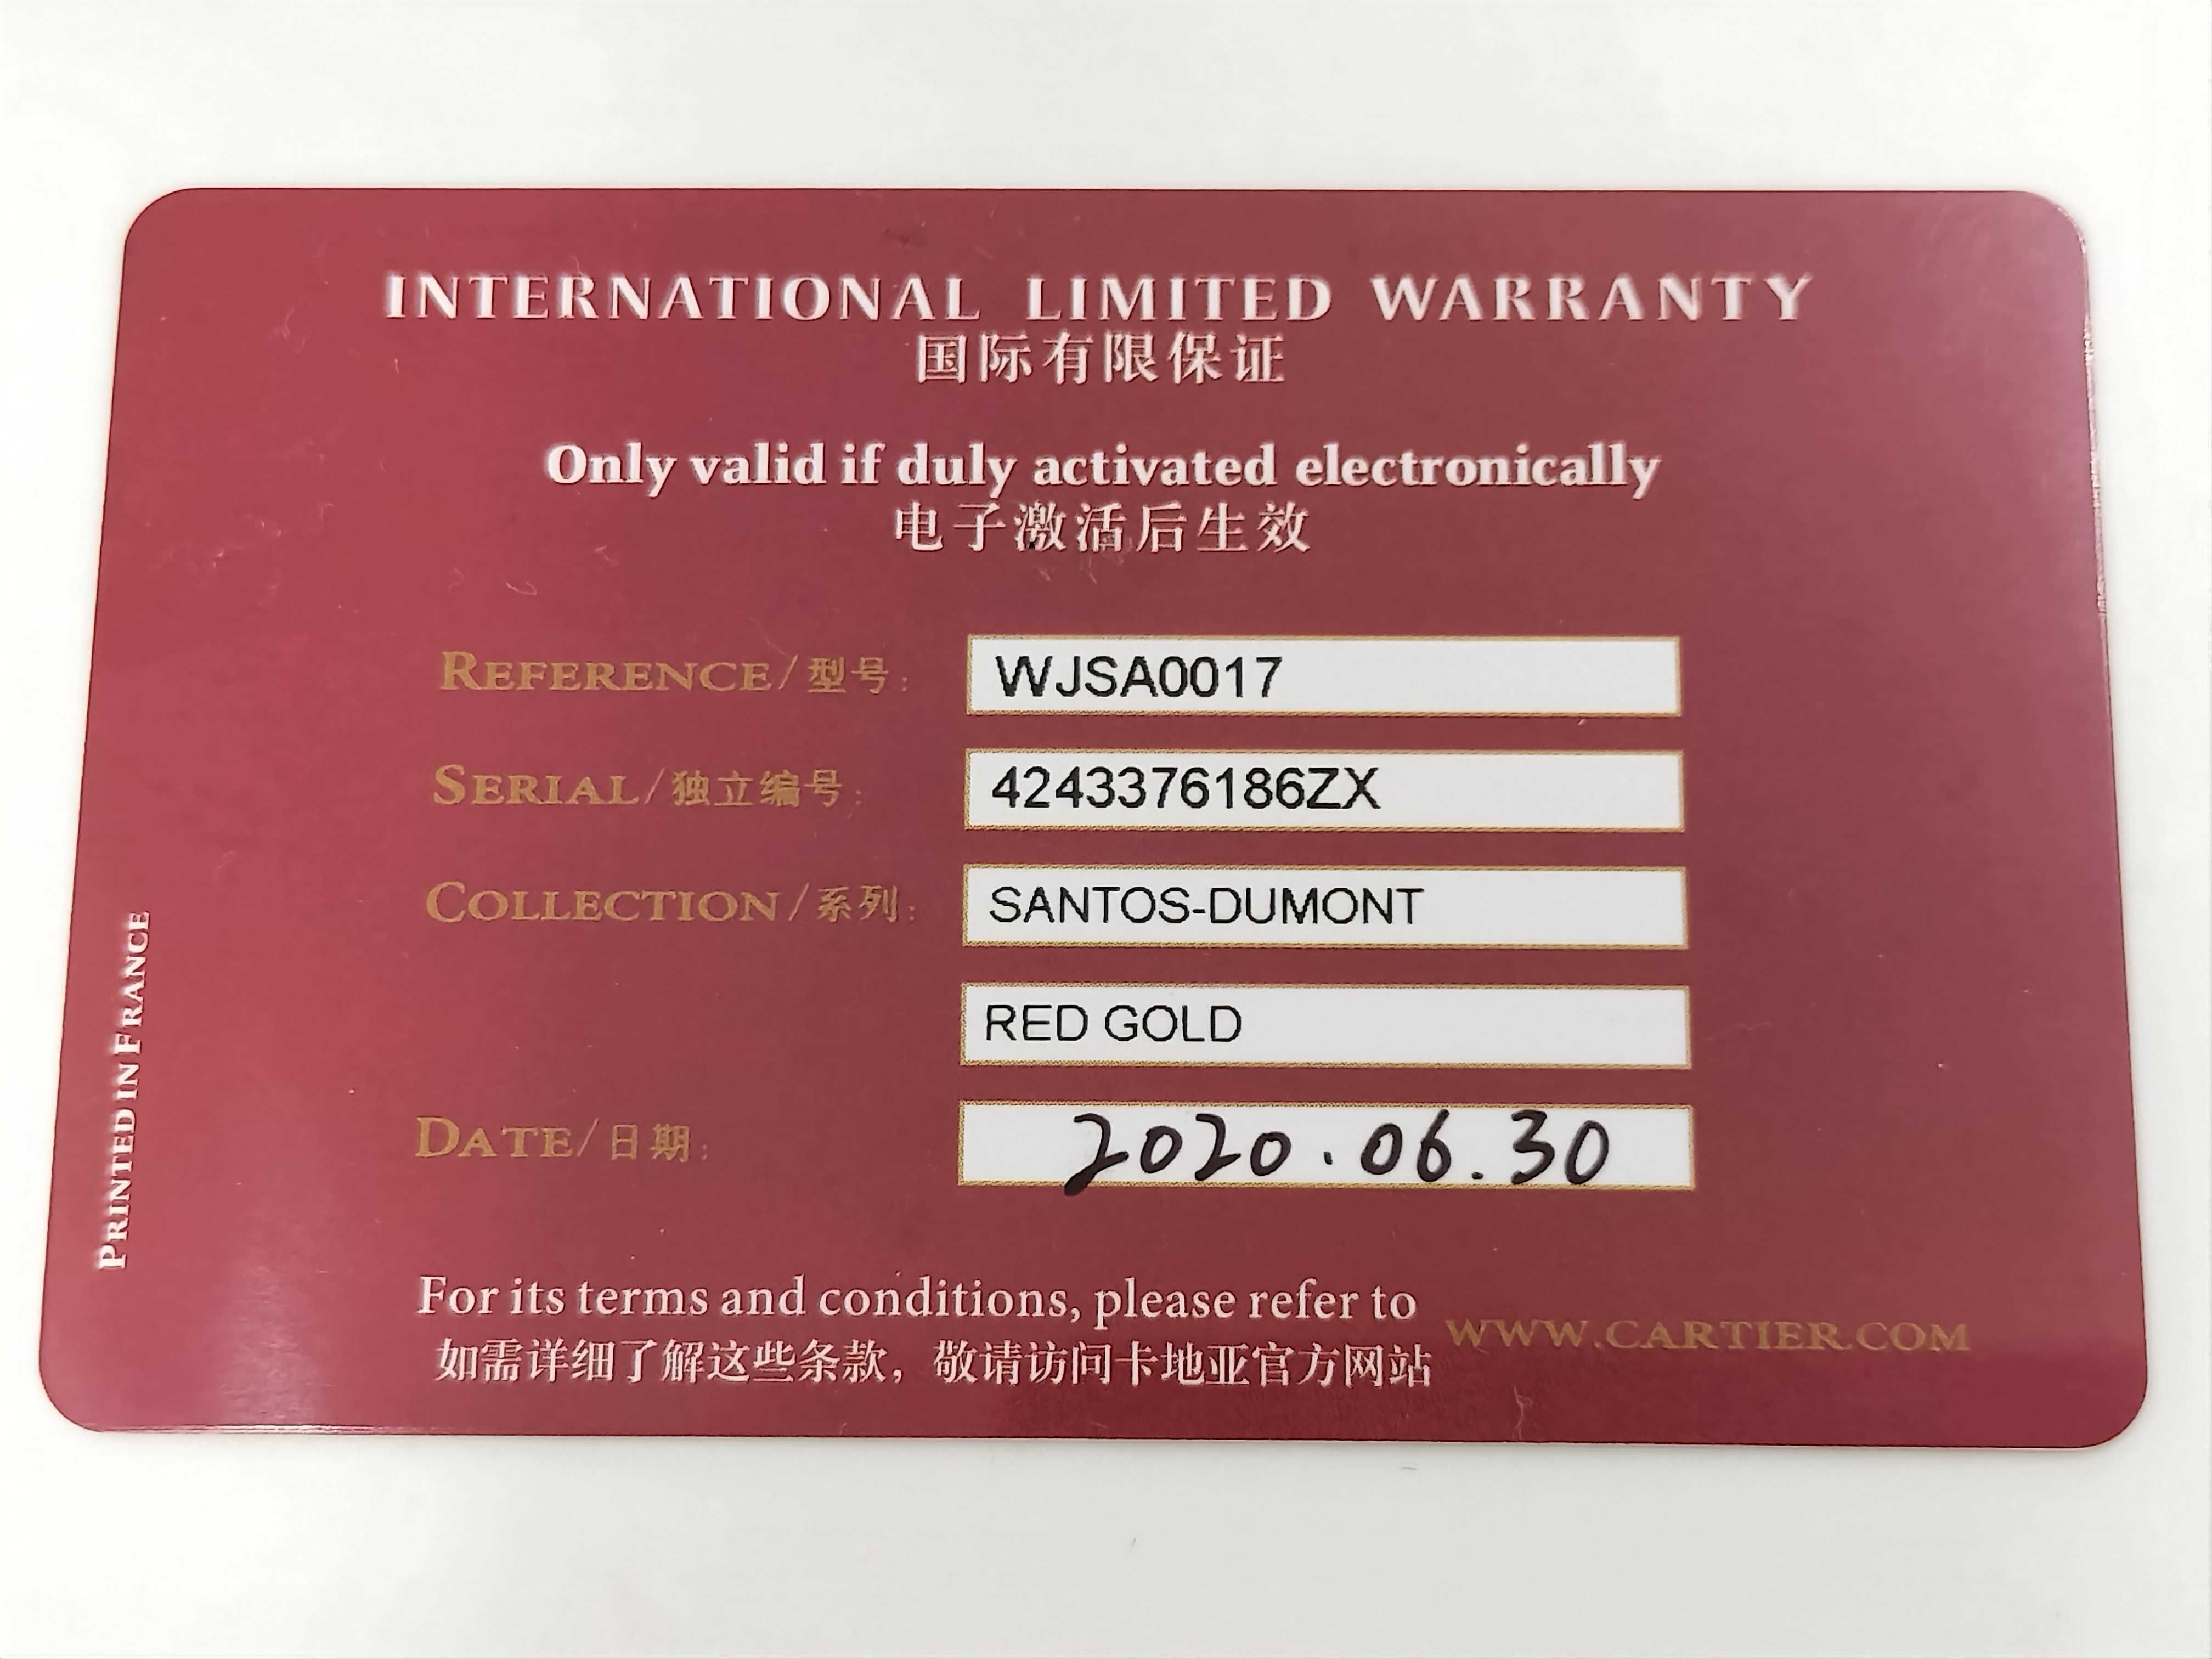 INTERNATIONAL LIMITED WARRANTY
国际有限保证
Only valid if duly activated electronically
电子激活后生效
REFERENCE/型号: WJSA0017
SERIAL/独立编号: 4243376186ZX
COLLECTION/系列: SANTOS-DUMONT
RED GOLD
DATE/日期: 2020.06.30
PRINTED IN FRANCE
For its terms and conditions, please refer to
如需详细了解这些条款，敬请访问卡地亚官方网站
WWW.CARTIER.COM